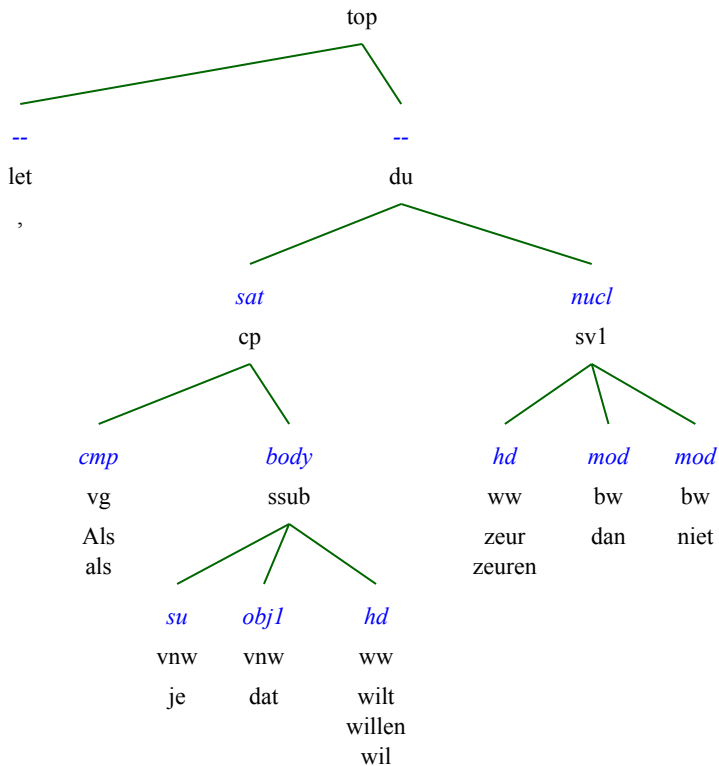 top
-- --
let du
,
sat nucl
cp sv1
cmp body hd mod mod
vg ssub ww bw bw
Als zeur dan niet
als zeuren
su obj1 hd
vnw vnw ww
je dat wilt
willen
wil